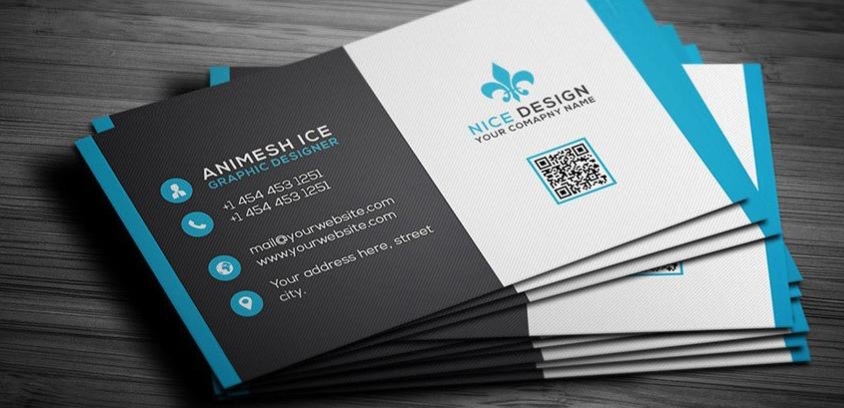 ANIMESH ICE
GRAPHIC DESIGNER
+1 454 453 1251
+1 454 453 1251
mail@yourwebsite.com
www.yourwebsite.com
Your address here, street
city.
NICE DESIGN
YOUR COMAPNY NAME